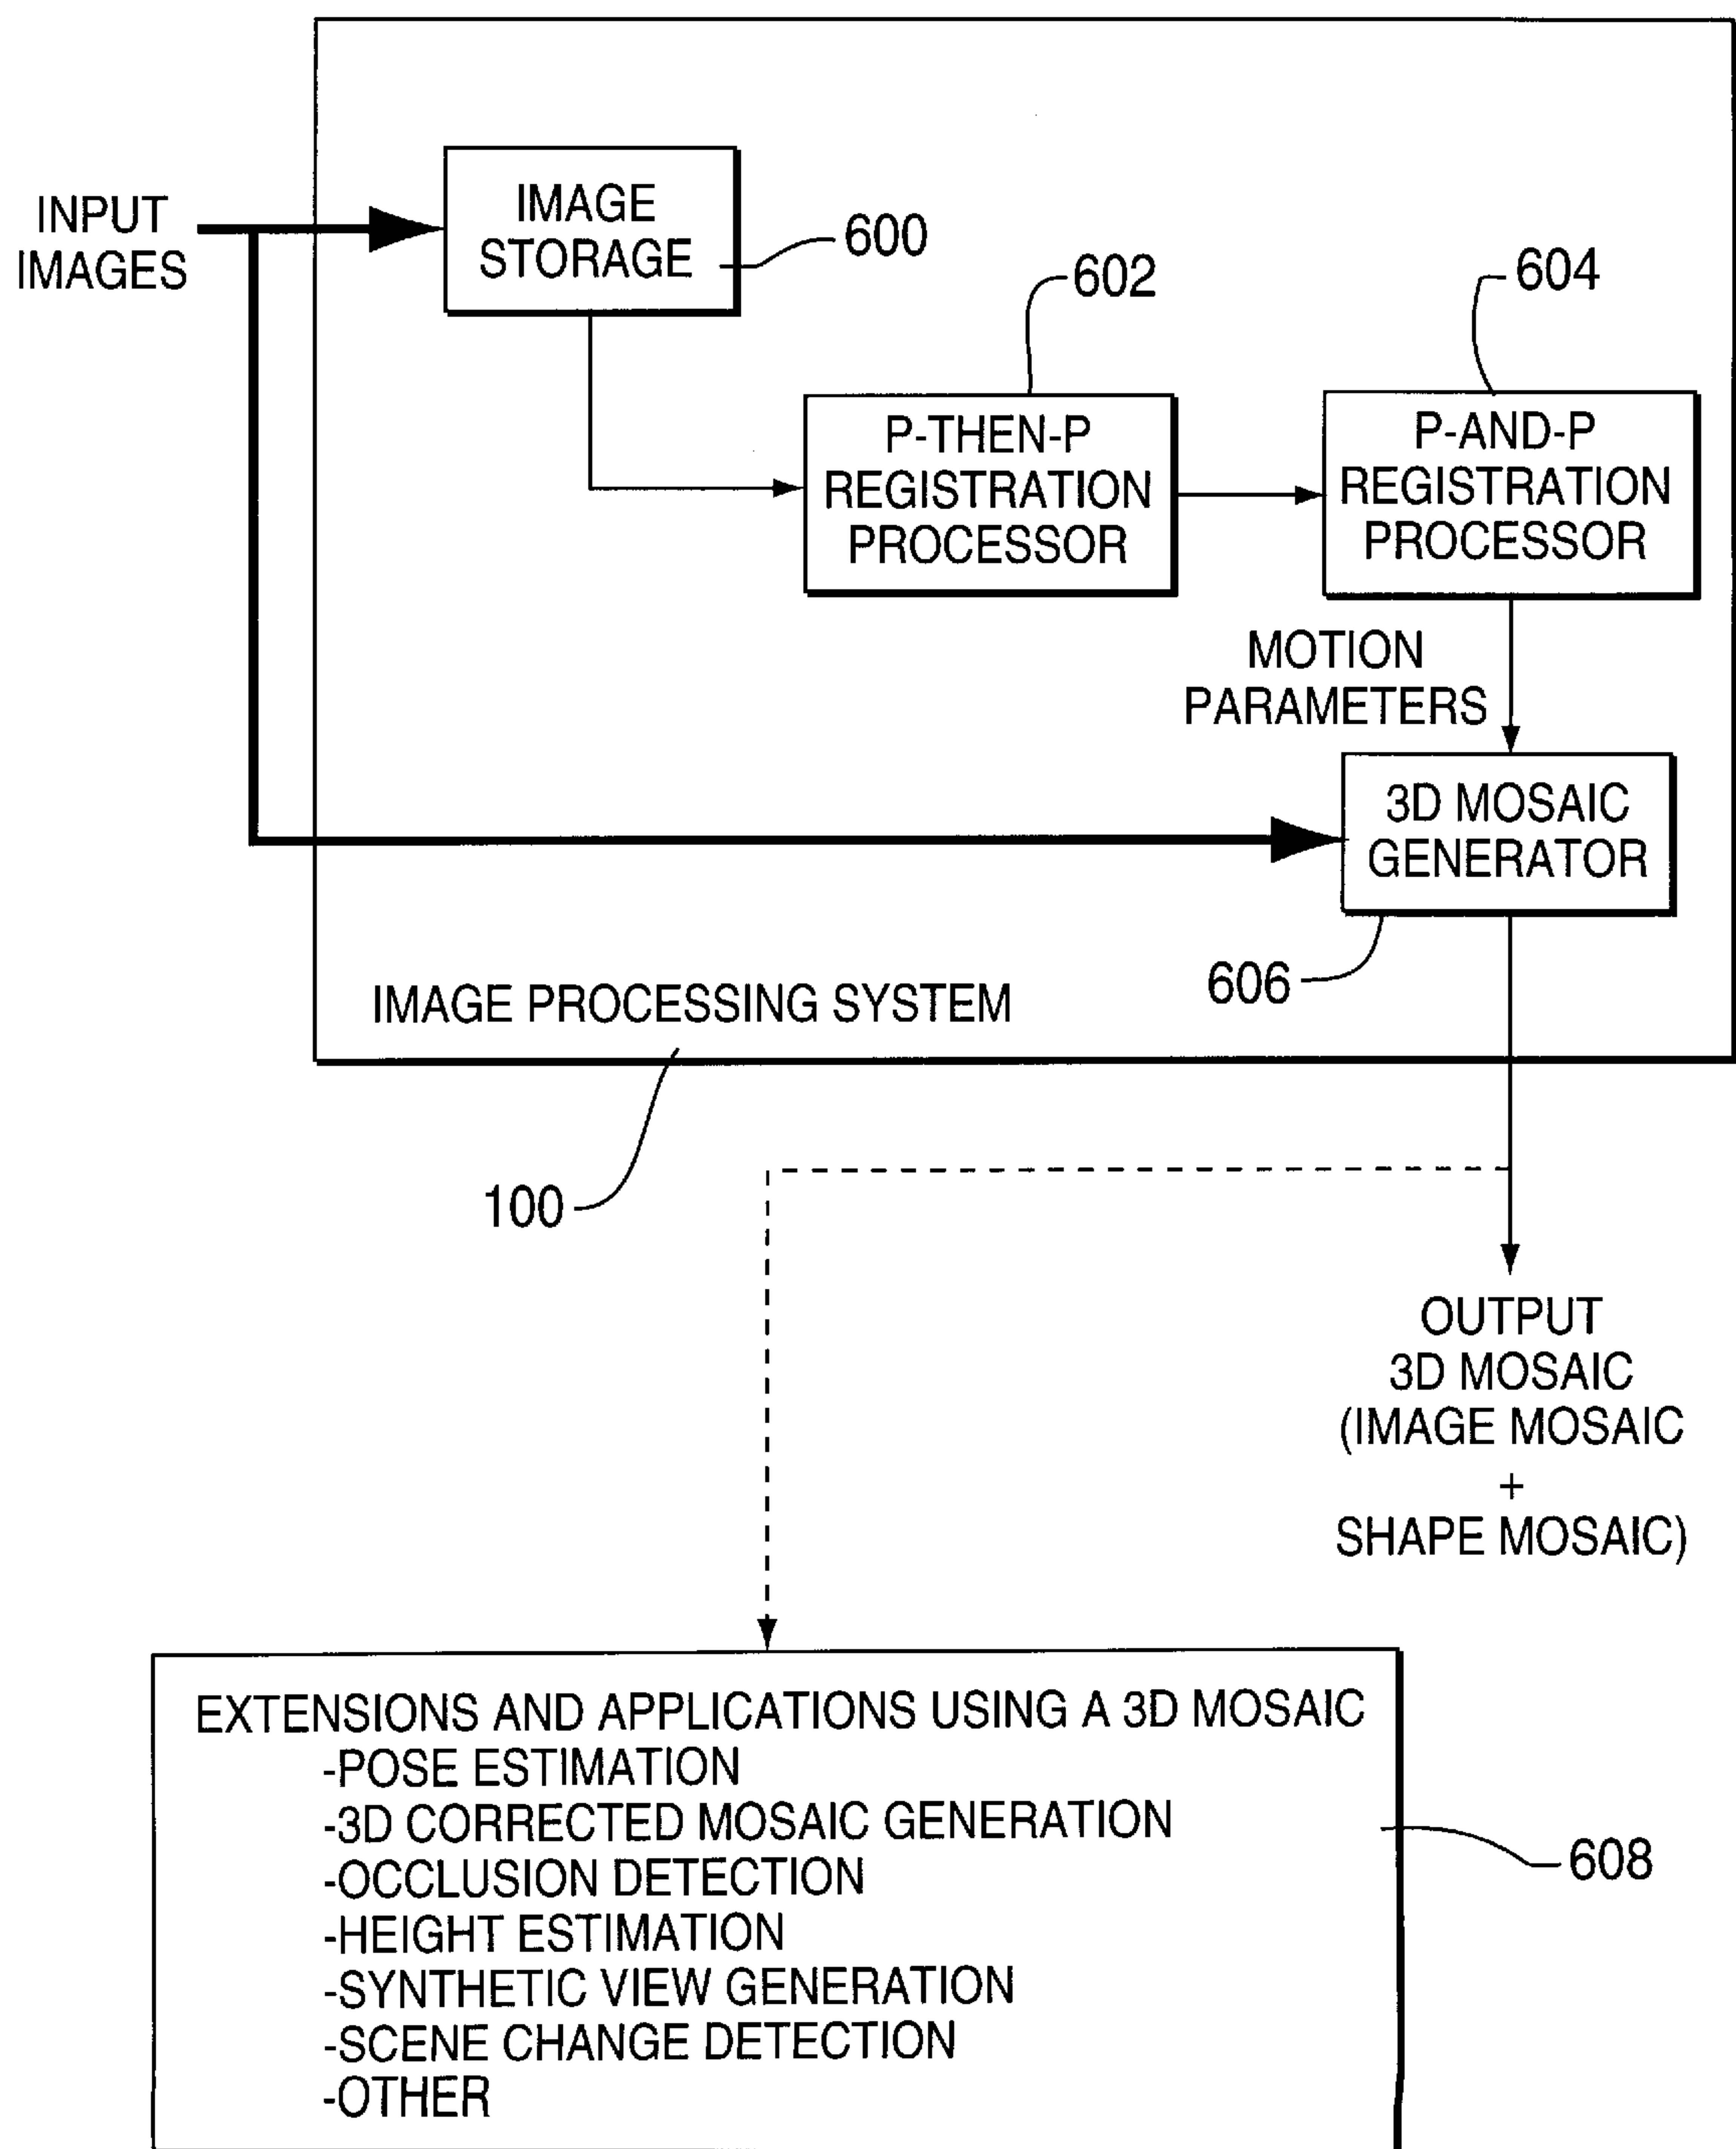 INPUT
IMAGES
IMAGE
STORAGE
600
602
604
P-THEN-P
REGISTRATION
PROCESSOR
P-AND-P
REGISTRATION
PROCESSOR
MOTION
PARAMETERS
3D MOSAIC
GENERATOR
606
IMAGE PROCESSING SYSTEM
100
OUTPUT
3D MOSAIC
(IMAGE MOSAIC
+
SHAPE MOSAIC)
EXTENSIONS AND APPLICATIONS USING A 3D MOSAIC
-POSE ESTIMATION
-3D CORRECTED MOSAIC GENERATION
-OCCLUSION DETECTION
-HEIGHT ESTIMATION
-SYNTHETIC VIEW GENERATION
-SCENE CHANGE DETECTION
-OTHER
608